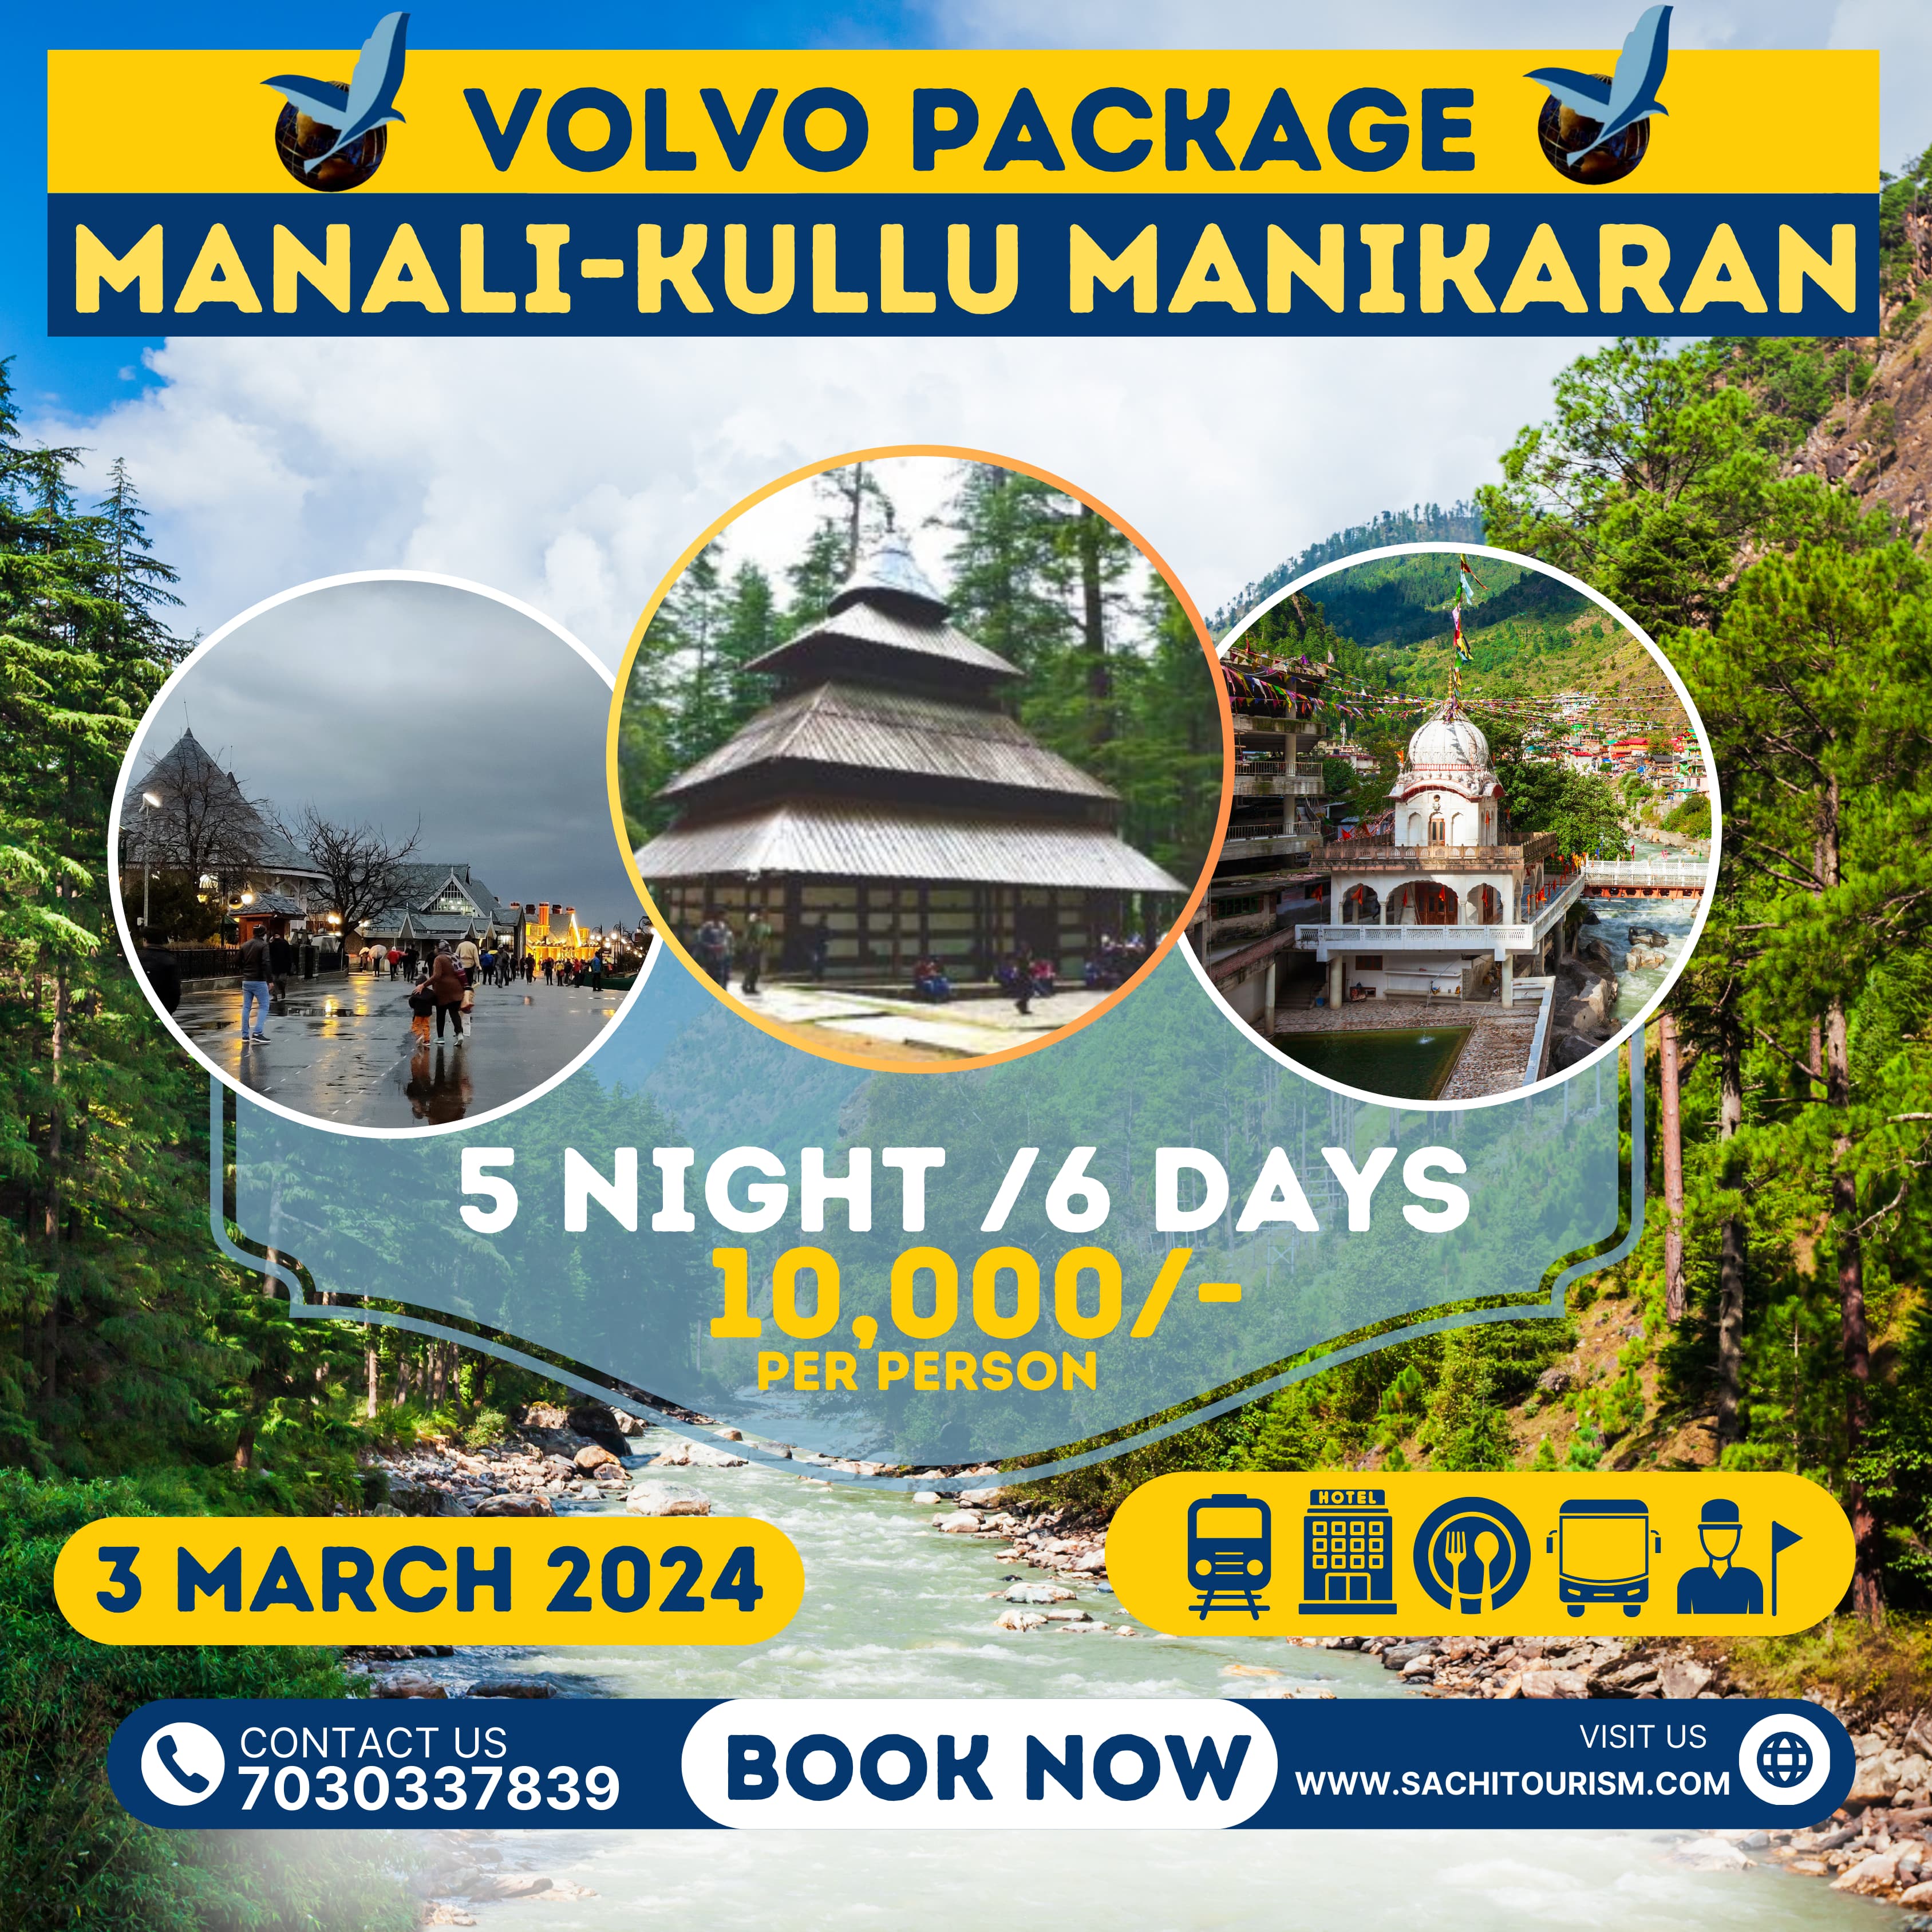 VOLVO PACKAGE
MANALI-KULLU MANIKARAN
5 NIGHT /6 DAYS
10,000/-
PER PERSON
3 MARCH 2024
HOTEL
CONTACT US
7030337839
BOOK NOW
VISIT US
WWW.SACHITOURISM.COM